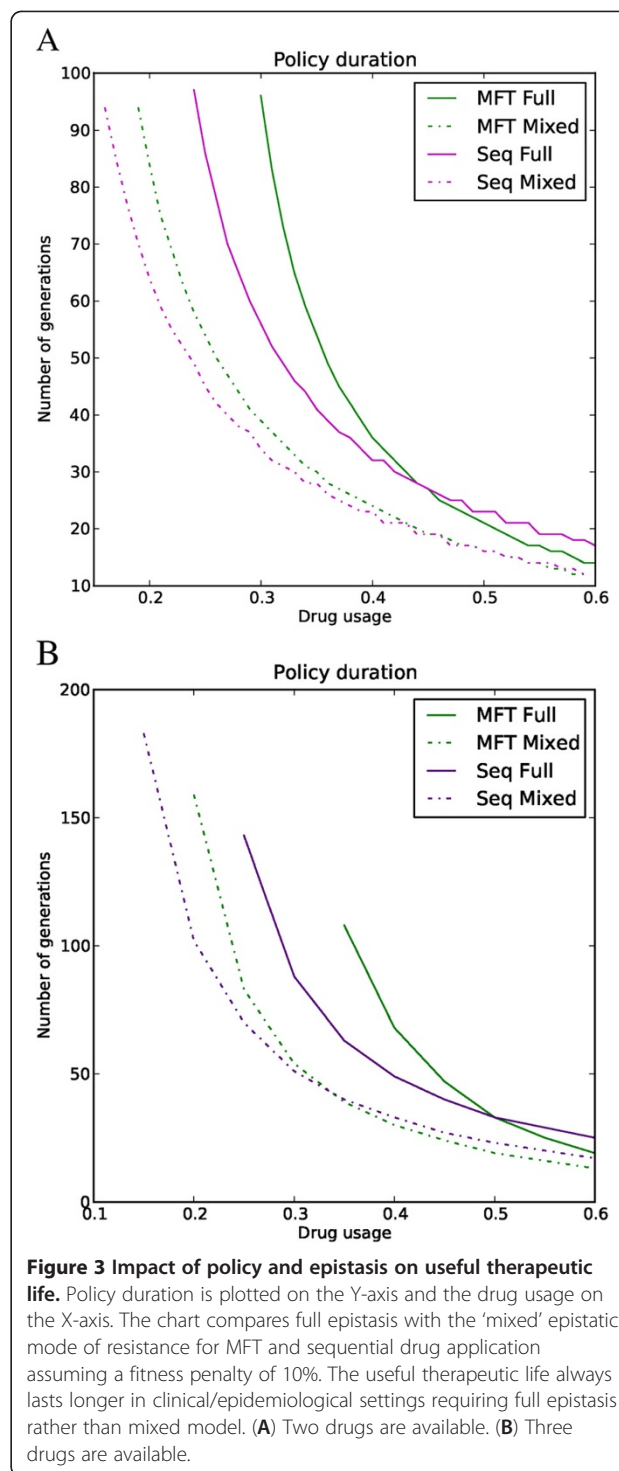 A
Policy duration
100
90
80
70
60
50
40
30
20
10
Number of generations
MFT Full
MFT Mixed
Seq Full
Seq Mixed
0.2
0.3
0.4
0.5
0.6
Drug usage
B
Policy duration
200
150
100
50
0
Number of generations
MFT Full
MFT Mixed
Seq Full
Seq Mixed
0.1
0.2
0.3
0.4
0.5
0.6
Drug usage
Figure 3 Impact of policy and epistasis on useful therapeutic
life. Policy duration is plotted on the Y-axis and the drug usage on
the X-axis. The chart compares full epistasis with the ‘mixed’ epistatic
mode of resistance for MFT and sequential drug application
assuming a fitness penalty of 10%. The useful therapeutic life always
lasts longer in clinical/epidemiological settings requiring full epistasis
rather than mixed model. (A) Two drugs are available. (B) Three
drugs are available.